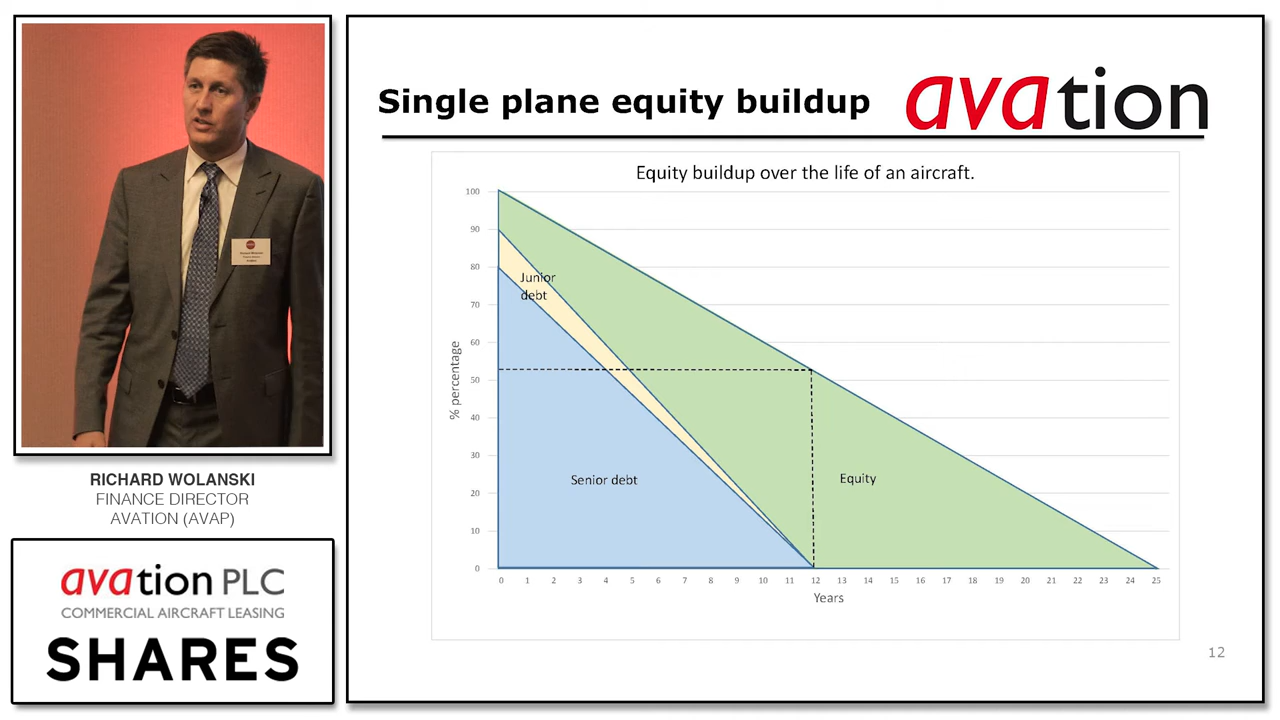 RICHARD WOLANSKI
FINANCE DIRECTOR
AVATION (AVAP)
avation PLC
COMMERCIAL AIRCRAFT LEASING
SHARES
Single plane equity buildup
avation
Equity buildup over the life of an aircraft.
100
90
80
70
60
50
40
30
20
10
0
% percentage
Junior
debt
Senior debt
Equity
0 1 2 3 4 5 6 7 8 9 10 11 12 13 14 15 16 17 18 19 20 21 22 23 24 25
Years
12